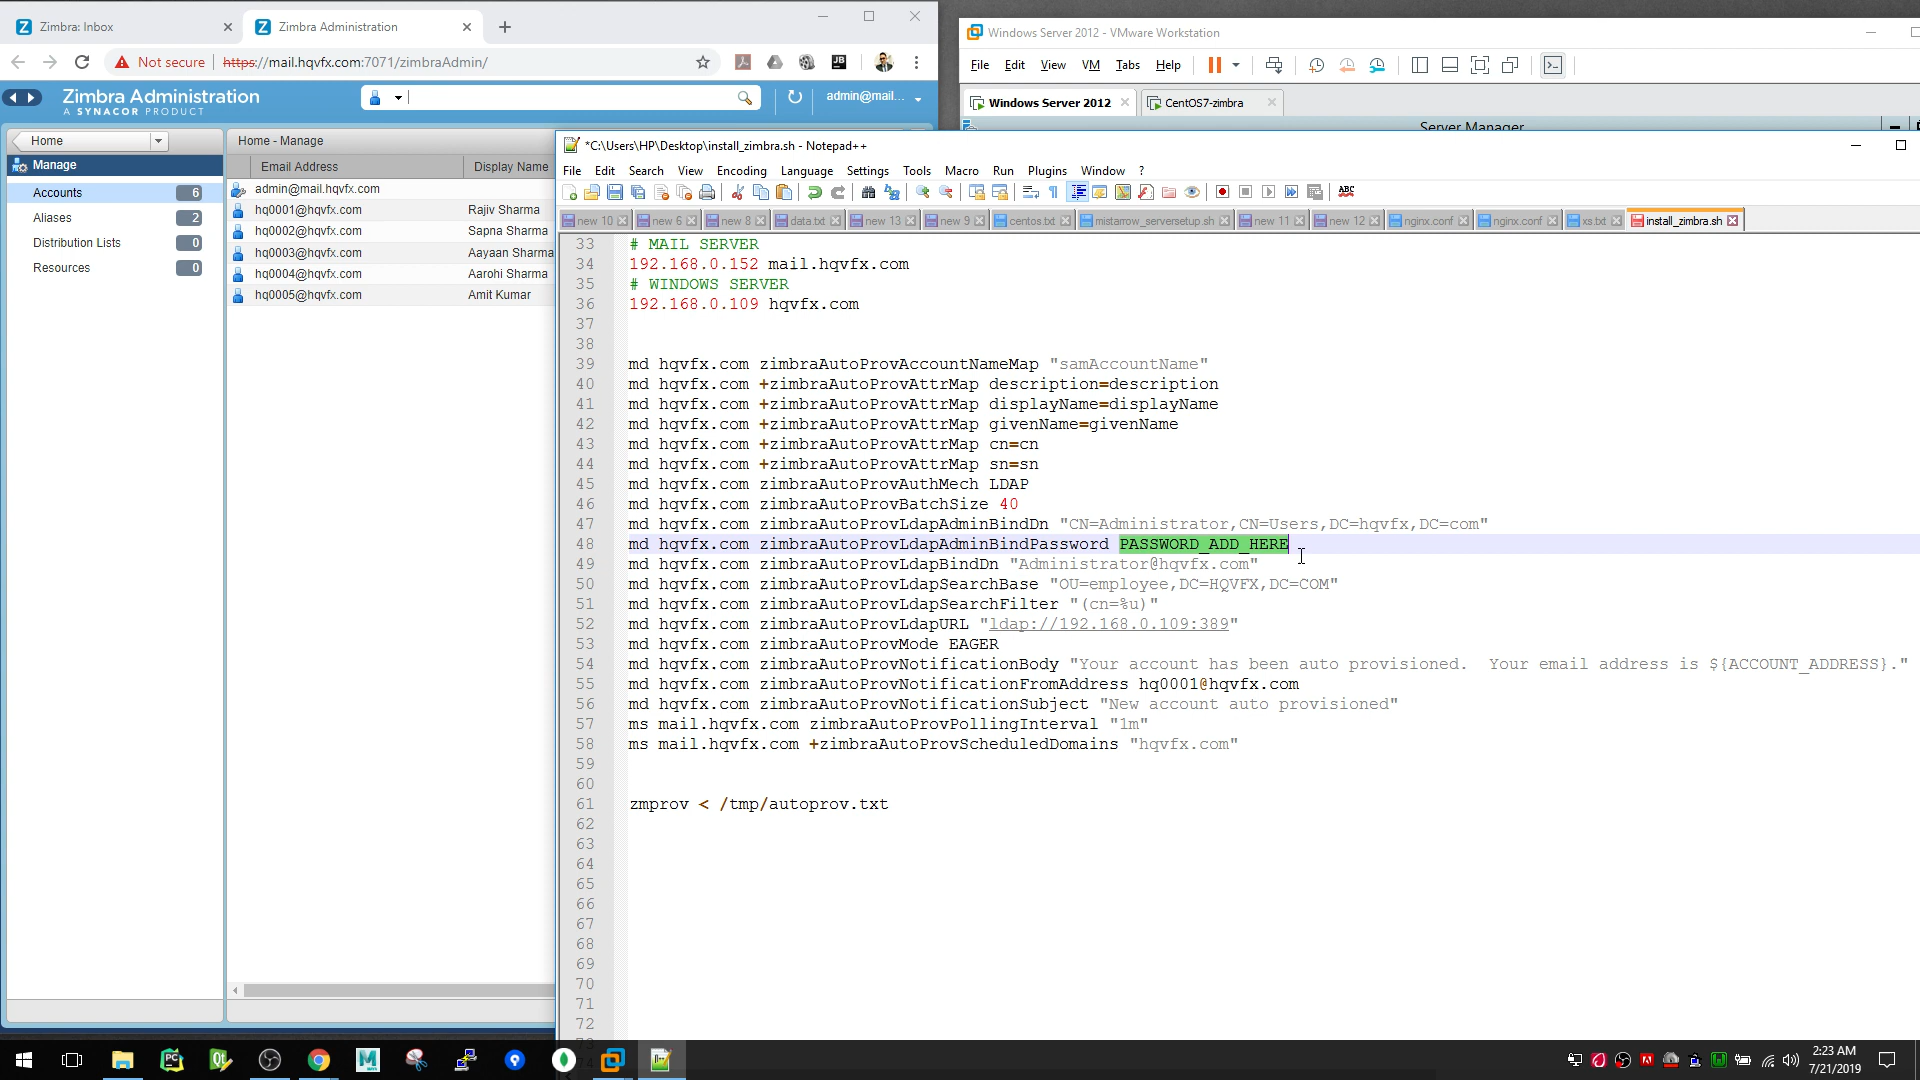 Zimbra: Inbox
Zimbra Administration
Not secure
https://mail.hqvfx.com:7071/zimbraAdmin/
Zimbra Administration
A SYNACOR PRODUCT
admin@mail...
Home
Manage
Accounts 6
Aliases 2
Distribution Lists 0
Resources 0
Home - Manage
Email Address Display Name
admin@mail.hqvfx.com
hq0001@hqvfx.com Rajiv Sharma
hq0002@hqvfx.com Sapna Sharma
hq0003@hqvfx.com Aayaan Sharma
hq0004@hqvfx.com Aarohi Sharma
hq0005@hqvfx.com Amit Kumar
Windows Server 2012 - VMware Workstation
File Edit View VM Tabs Help
Windows Server 2012
CentOS7-zimbra
Server Manager
*C:\Users\HP\Desktop\install_zimbra.sh - Notepad++
File Edit Search View Encoding Language Settings Tools Macro Run Plugins Window ?
new 10 new 6 new 8 data.txt new 13 new 9 centos.txt mistarrow_serversetup.sh new 11 new 12 nginx.conf nginx.conf xs.txt install_zimbra.sh
33 # MAIL SERVER
34 192.168.0.152 mail.hqvfx.com
35 # WINDOWS SERVER
36 192.168.0.109 hqvfx.com
37
38
39 md hqvfx.com zimbraAutoProvAccountNameMap "samAccountName"
40 md hqvfx.com +zimbraAutoProvAttrMap description=description
41 md hqvfx.com +zimbraAutoProvAttrMap displayName=displayName
42 md hqvfx.com +zimbraAutoProvAttrMap givenName=givenName
43 md hqvfx.com +zimbraAutoProvAttrMap cn=cn
44 md hqvfx.com +zimbraAutoProvAttrMap sn=sn
45 md hqvfx.com zimbraAutoProvAuthMech LDAP
46 md hqvfx.com zimbraAutoProvBatchSize 40
47 md hqvfx.com zimbraAutoProvLdapAdminBindDn "CN=Administrator,CN=Users,DC=hqvfx,DC=com"
48 md hqvfx.com zimbraAutoProvLdapAdminBindPassword PASSWORD_ADD_HERE
49 md hqvfx.com zimbraAutoProvLdapBindDn "Administrator@hqvfx.com"
50 md hqvfx.com zimbraAutoProvLdapSearchBase "OU=employee,DC=HQVFX,DC=COM"
51 md hqvfx.com zimbraAutoProvLdapSearchFilter "(cn=%u)"
52 md hqvfx.com zimbraAutoProvLdapURL "ldap://192.168.0.109:389"
53 md hqvfx.com zimbraAutoProvMode EAGER
54 md hqvfx.com zimbraAutoProvNotificationBody "Your account has been auto provisioned.  Your email address is ${ACCOUNT_ADDRESS}."
55 md hqvfx.com zimbraAutoProvNotificationFromAddress hq0001@hqvfx.com
56 md hqvfx.com zimbraAutoProvNotificationSubject "New account auto provisioned"
57 ms mail.hqvfx.com zimbraAutoProvPollingInterval "1m"
58 ms mail.hqvfx.com +zimbraAutoProvScheduledDomains "hqvfx.com"
59
60
61 zmprov < /tmp/autoprov.txt
62
63
64
65
66
67
68
69
70
71
72
2:23 AM
7/21/2019